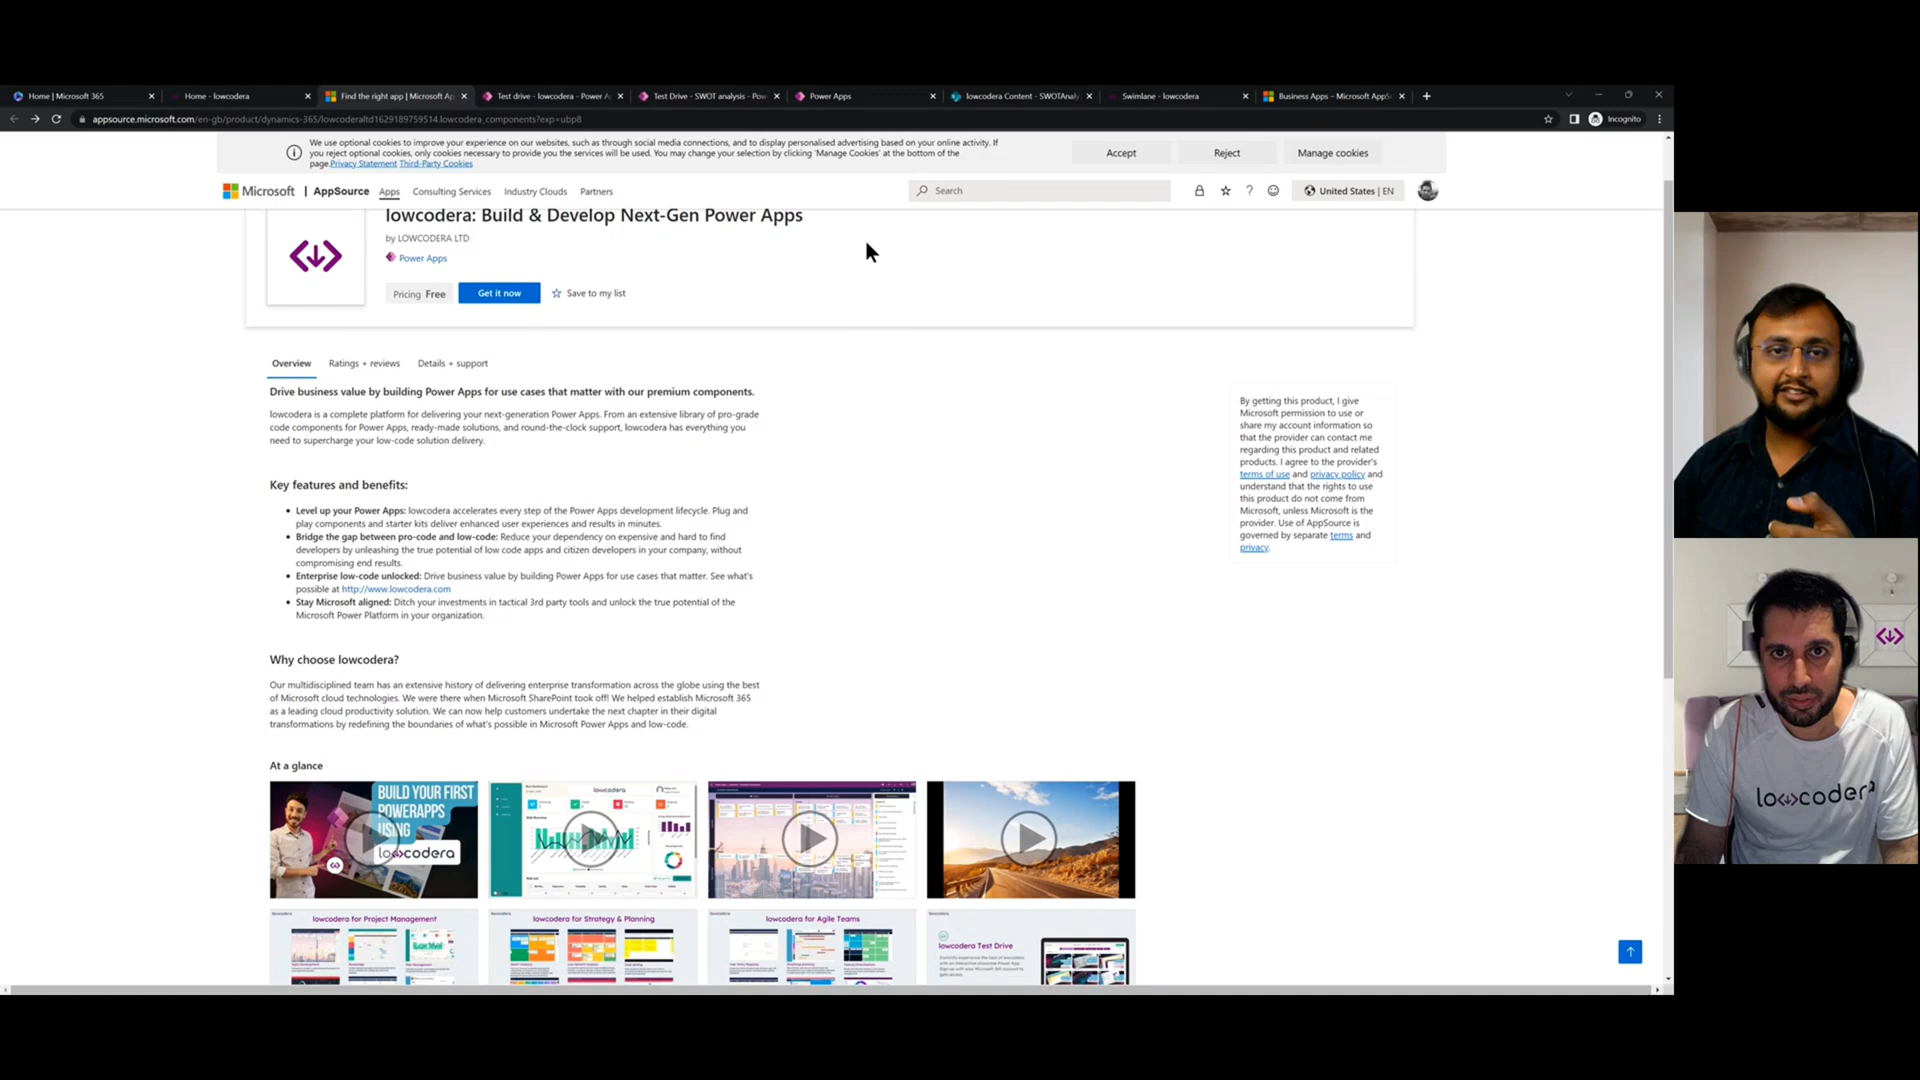 Home | Microsoft 365
Home - lowcodera
Find the right app | Microsoft Ap
Test drive - lowcodera - Power A
Test Drive - SWOT analysis - Po
Power Apps
lowcodera Content - SWOTAnaly
Swimlane - lowcodera
Business Apps – Microsoft AppS
appsource.microsoft.com/en-gb/product/dynamics-365/lowcoderaltd1629189759514.lowcodera_components?exp=ubp8
Incognito
We use optional cookies to improve your experience on our websites, such as through social media connections, and to display personalised advertising based on your online activity. If
you reject optional cookies, only cookies necessary to provide you the services will be used. You may change your selection by clicking 'Manage Cookies' at the bottom of the
page.Privacy Statement Third-Party Cookies
Accept
Reject
Manage cookies
Microsoft | AppSource
Apps
Consulting Services
Industry Clouds
Partners
Search
United States | EN
lowcodera: Build & Develop Next-Gen Power Apps
by LOWCODERA LTD
Power Apps
Pricing Free
Get it now
Save to my list
Overview
Ratings + reviews
Details + support
Drive business value by building Power Apps for use cases that matter with our premium components.
lowcodera is a complete platform for delivering your next-generation Power Apps. From an extensive library of pro-grade
code components for Power Apps, ready-made solutions, and round-the-clock support, lowcodera has everything you
need to supercharge your low-code solution delivery.
Key features and benefits:
• Level up your Power Apps: lowcodera accelerates every step of the Power Apps development lifecycle. Plug and
play components and starter kits deliver enhanced user experiences and results in minutes.
• Bridge the gap between pro-code and low-code: Reduce your dependency on expensive and hard to find
developers by unleashing the true potential of low code apps and citizen developers in your company, without
compromising end results.
• Enterprise low-code unlocked: Drive business value by building Power Apps for use cases that matter. See what's
possible at http://www.lowcodera.com
• Stay Microsoft aligned: Ditch your investments in tactical 3rd party tools and unlock the true potential of the
Microsoft Power Platform in your organization.
Why choose lowcodera?
Our multidisciplined team has an extensive history of delivering enterprise transformation across the globe using the best
of Microsoft cloud technologies. We were there when Microsoft SharePoint took off! We helped establish Microsoft 365
as a leading cloud productivity solution. We can now help customers undertake the next chapter in their digital
transformations by redefining the boundaries of what's possible in Microsoft Power Apps and low-code.
By getting this product, I give
Microsoft permission to use or
share my account information so
that the provider can contact me
regarding this product and related
products. I agree to the provider's
terms of use and privacy policy and
understand that the rights to use
this product do not come from
Microsoft, unless Microsoft is the
provider. Use of AppSource is
governed by separate terms and
privacy.
At a glance
BUILD YOUR FIRST
POWERAPPS
USING
lowcodera
lowcodera
lowcodera for Project Management
lowcodera for Strategy & Planning
lowcodera for Agile Teams
lowcodera Test Drive
lowcodera